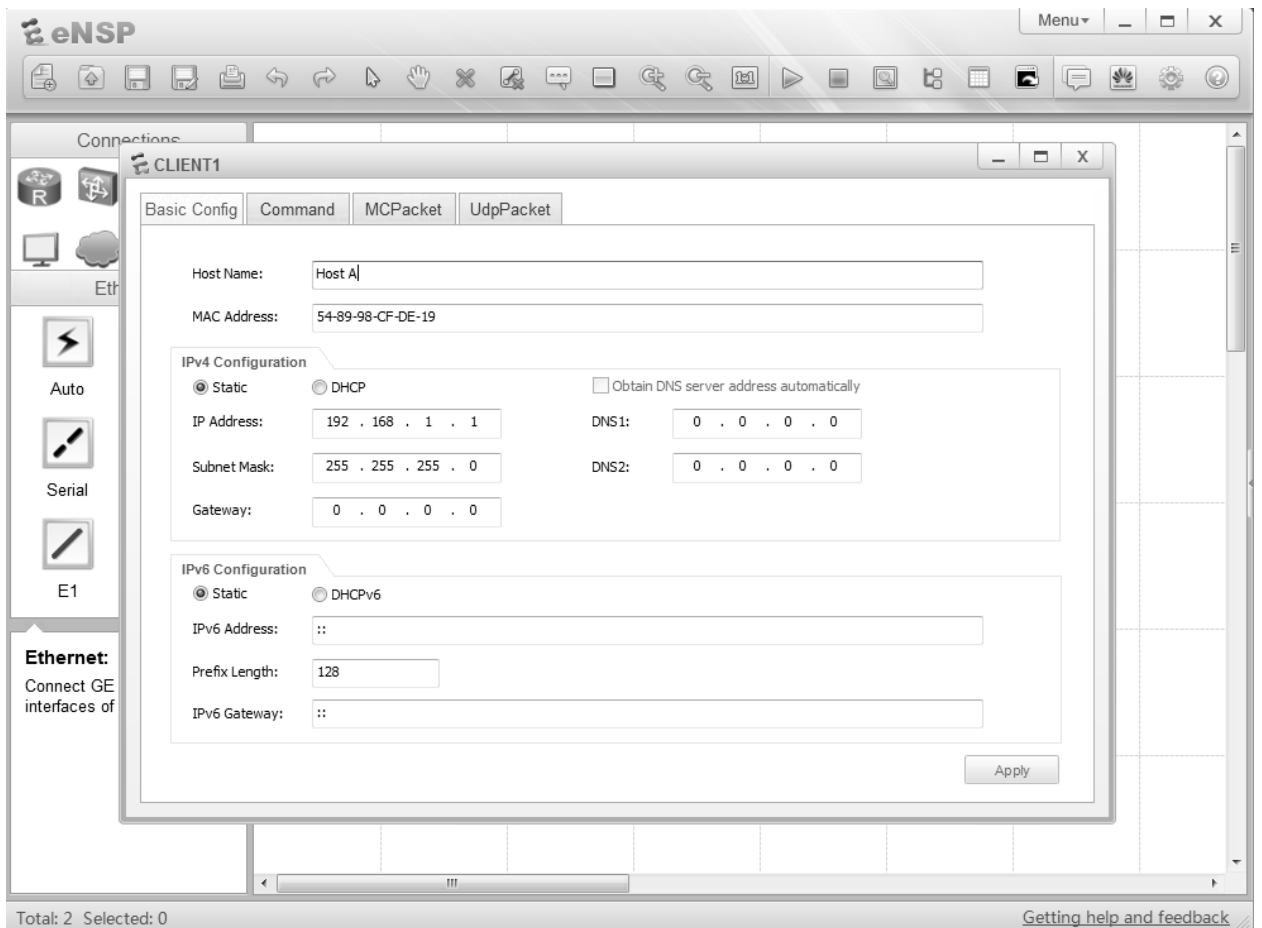 eNSP
Menu
1:1
Connections
R
Eth
Auto
Serial
E1
Ethernet:
Connect GE
interfaces of
CLIENT1
Basic Config Command MCPacket UdpPacket
Host Name: Host A
MAC Address: 54-89-98-CF-DE-19
IPv4 Configuration
Static DHCP Obtain DNS server address automatically
IP Address: 192 . 168 . 1 . 1 DNS1: 0 . 0 . 0 . 0
Subnet Mask: 255 . 255 . 255 . 0 DNS2: 0 . 0 . 0 . 0
Gateway: 0 . 0 . 0 . 0
IPv6 Configuration
Static DHCPv6
IPv6 Address: ::
Prefix Length: 128
IPv6 Gateway: ::
Apply
Total: 2 Selected: 0 Getting help and feedback